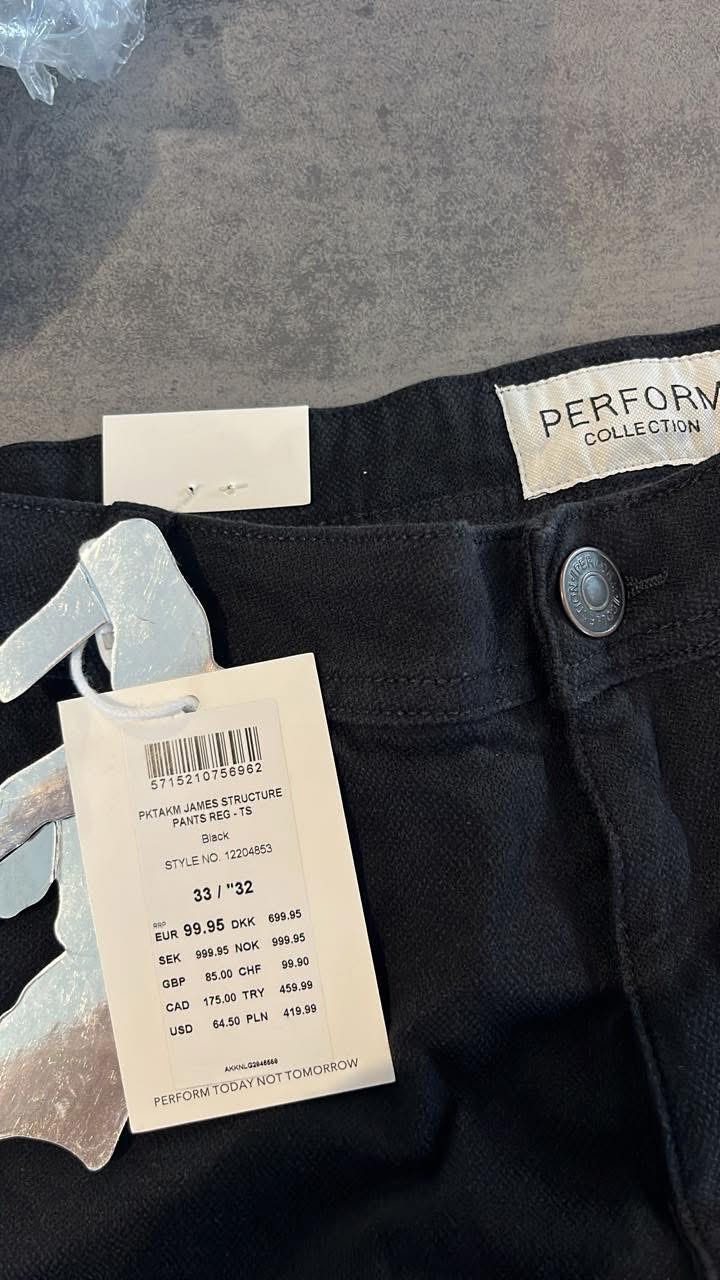 PERFORM
COLLECTION
5715210756962
PKTAKM JAMES STRUCTURE
PANTS REG - TS
Black
STYLE NO. 12204853
33 / "32
RRP
EUR 99.95 DKK 699.95
SEK 999.95 NOK 999.95
GBP 85.00 CHF 99.90
CAD 175.00 TRY 459.99
USD 64.50 PLN 419.99
PERFORM TODAY NOT TOMORROW